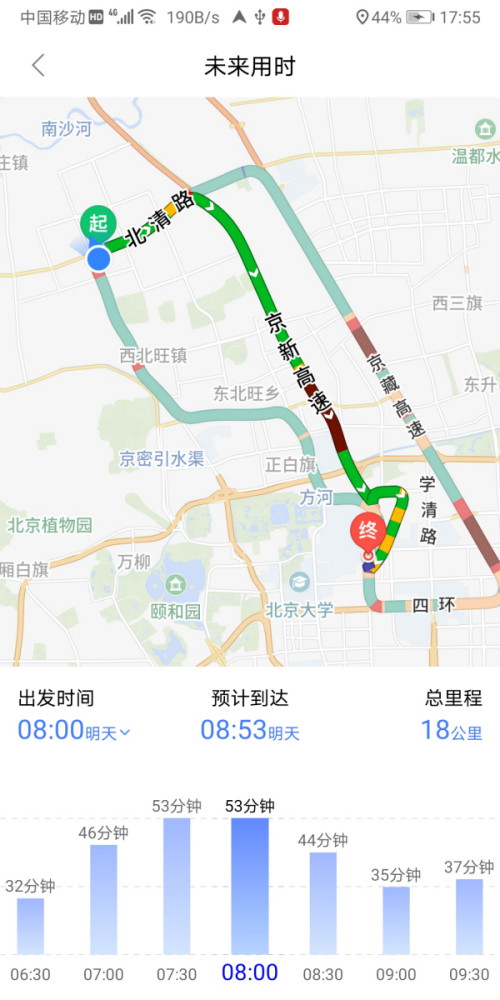 中国移动 HD 4G 190B/s 44% 17:55
未来用时
南沙河
庄镇
温都水
起
北清路
西三旗
京新高速
西北旺镇
京藏高速
东升
东北旺乡
京密引水渠
正白旗
方河
学清路
北京植物园
终
万柳
厢白旗
颐和园
北京大学
四环
出发时间 预计到达 总里程
08:00明天 08:53明天 18公里
53分钟 53分钟
46分钟 44分钟
32分钟 35分钟 37分钟
06:30 07:00 07:30 08:00 08:30 09:00 09:30